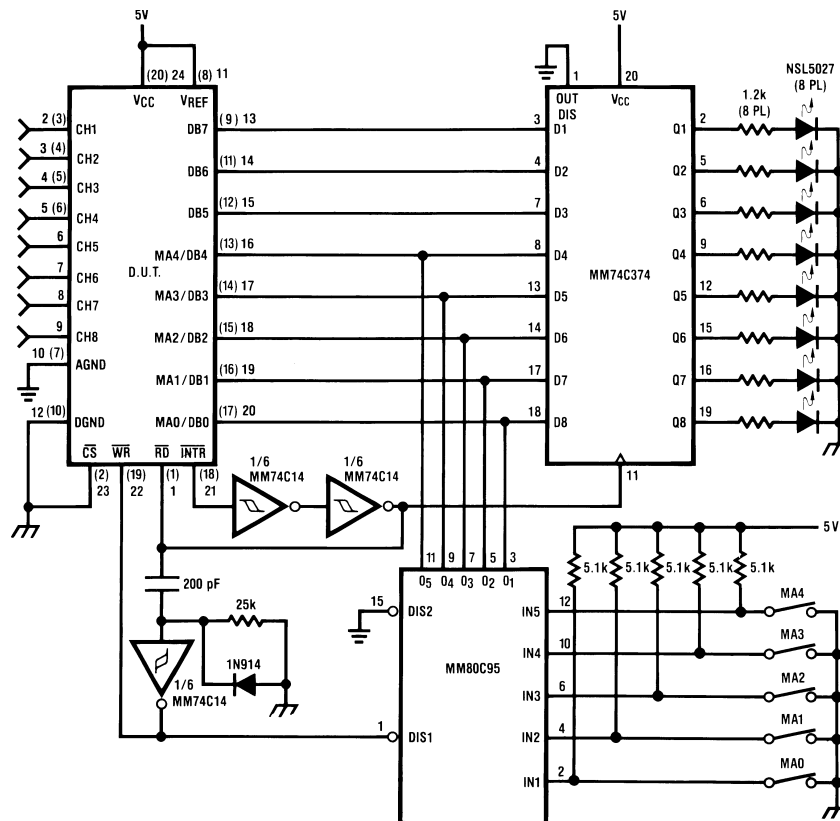 5V
5V
(20) 24 (8) 11
VCC VREF
2 (3) CH1
3 (4) CH2
4 (5) CH3
5 (6) CH4
6 CH5
7 CH6
8 CH7
9 CH8
10 (7) AGND
12 (10) DGND
D.U.T.
DB7 (9) 13
DB6 (11) 14
DB5 (12) 15
MA4/DB4 (13) 16
MA3/DB3 (14) 17
MA2/DB2 (15) 18
MA1/DB1 (16) 19
MA0/DB0 (17) 20
CS WR RD INTR
(2) (19) (1) (18)
23 22 1 21
1 20
OUT DIS VCC
MM74C374
3 D1
4 D2
7 D3
8 D4
13 D5
14 D6
17 D7
18 D8
Q1 2
Q2 5
Q3 6
Q4 9
Q5 12
Q6 15
Q7 16
Q8 19
11
1.2k
(8 PL)
NSL5027
(8 PL)
1/6
MM74C14
1/6
MM74C14
200 pF
25k
1N914
1/6
MM74C14
11 9 7 5 3
O5 O4 O3 O2 O1
15 DIS2
MM80C95
1 DIS1
IN5 12
IN4 10
IN3 6
IN2 4
IN1 2
5V
5.1k 5.1k 5.1k 5.1k 5.1k
MA4
MA3
MA2
MA1
MA0